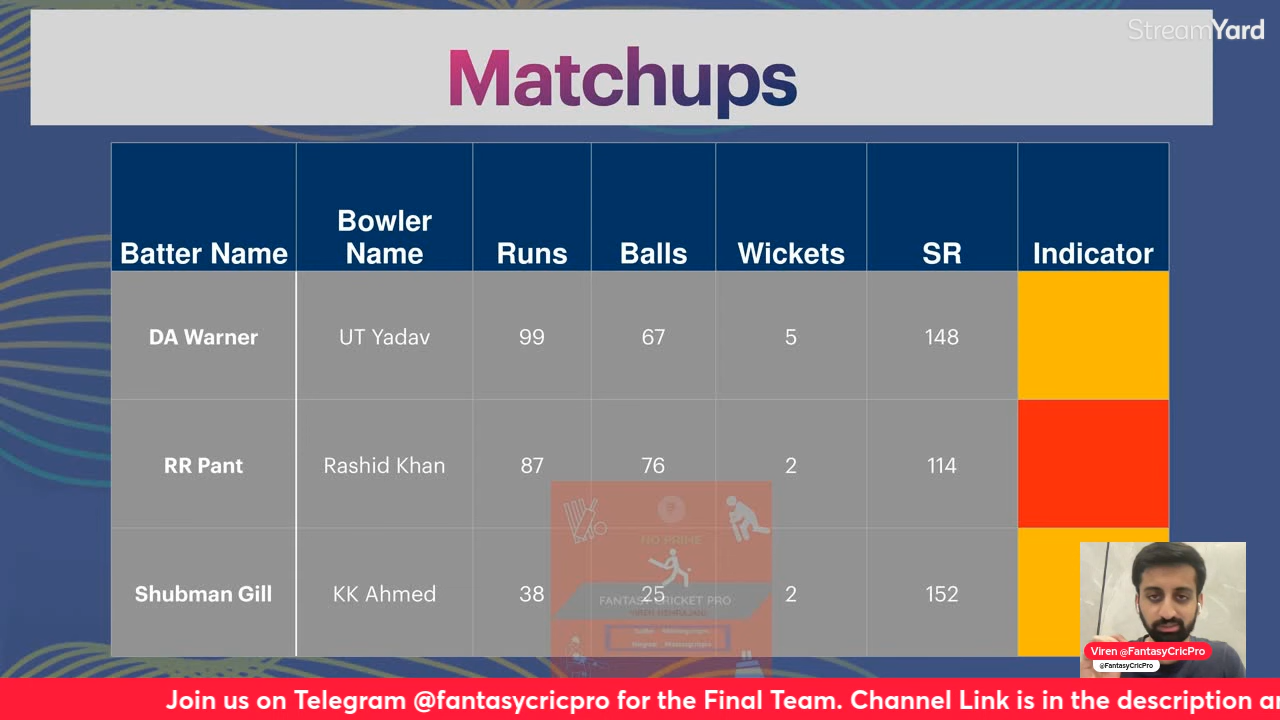 StreamYard
Matchups
Batter Name
Bowler Name
Runs
Balls
Wickets
SR
Indicator
DA Warner UT Yadav 99 67 5 148
RR Pant Rashid Khan 87 76 2 114
NO PRIME
Shubman Gill KK Ahmed 38 25 2 152
FANTASY CRICKET PRO
Viren @FantasyCricPro
@FantasyCricPro
Join us on Telegram @fantasycricpro for the Final Team. Channel Link is in the description